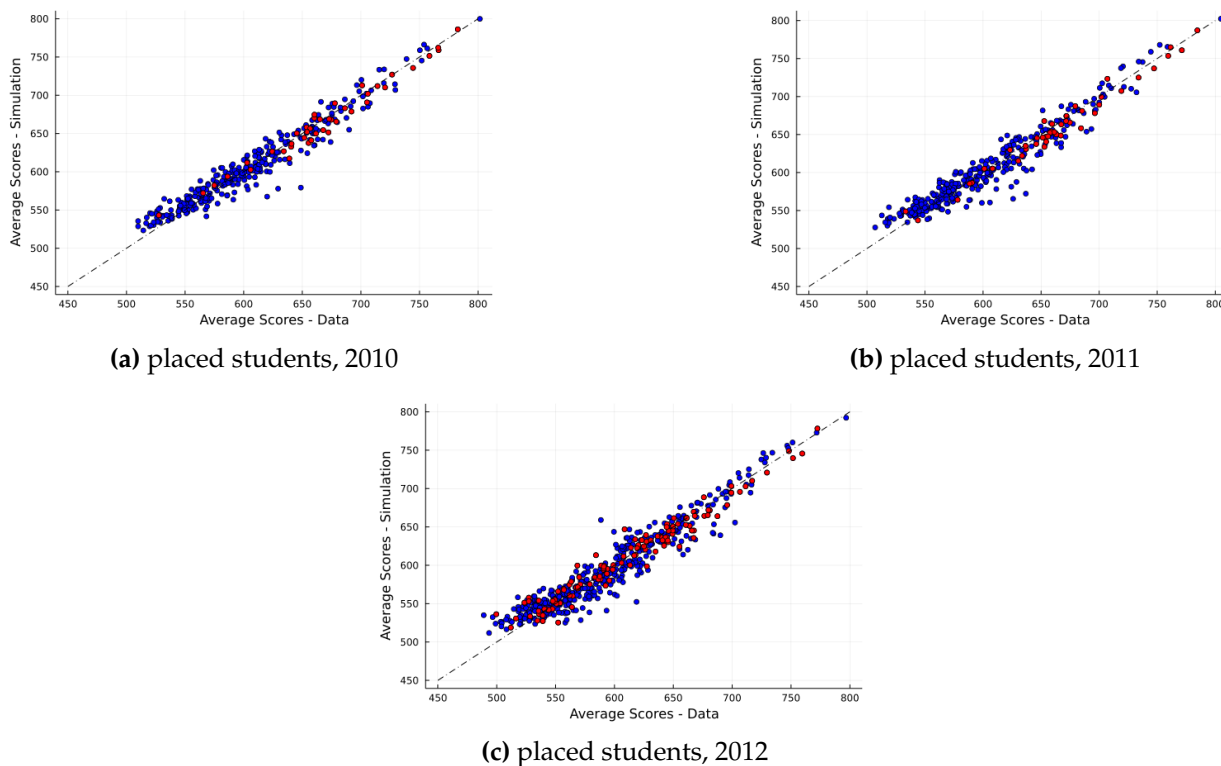 800
750
700
650
600
550
500
450
Average Scores - Simulation
450 500 550 600 650 700 750 800
Average Scores - Data
(a) placed students, 2010
800
750
700
650
600
550
500
450
Average Scores - Simulation
450 500 550 600 650 700 750 800
Average Scores - Data
(b) placed students, 2011
800
750
700
650
600
550
500
450
Average Scores - Simulation
450 500 550 600 650 700 750 800
Average Scores - Data
(c) placed students, 2012